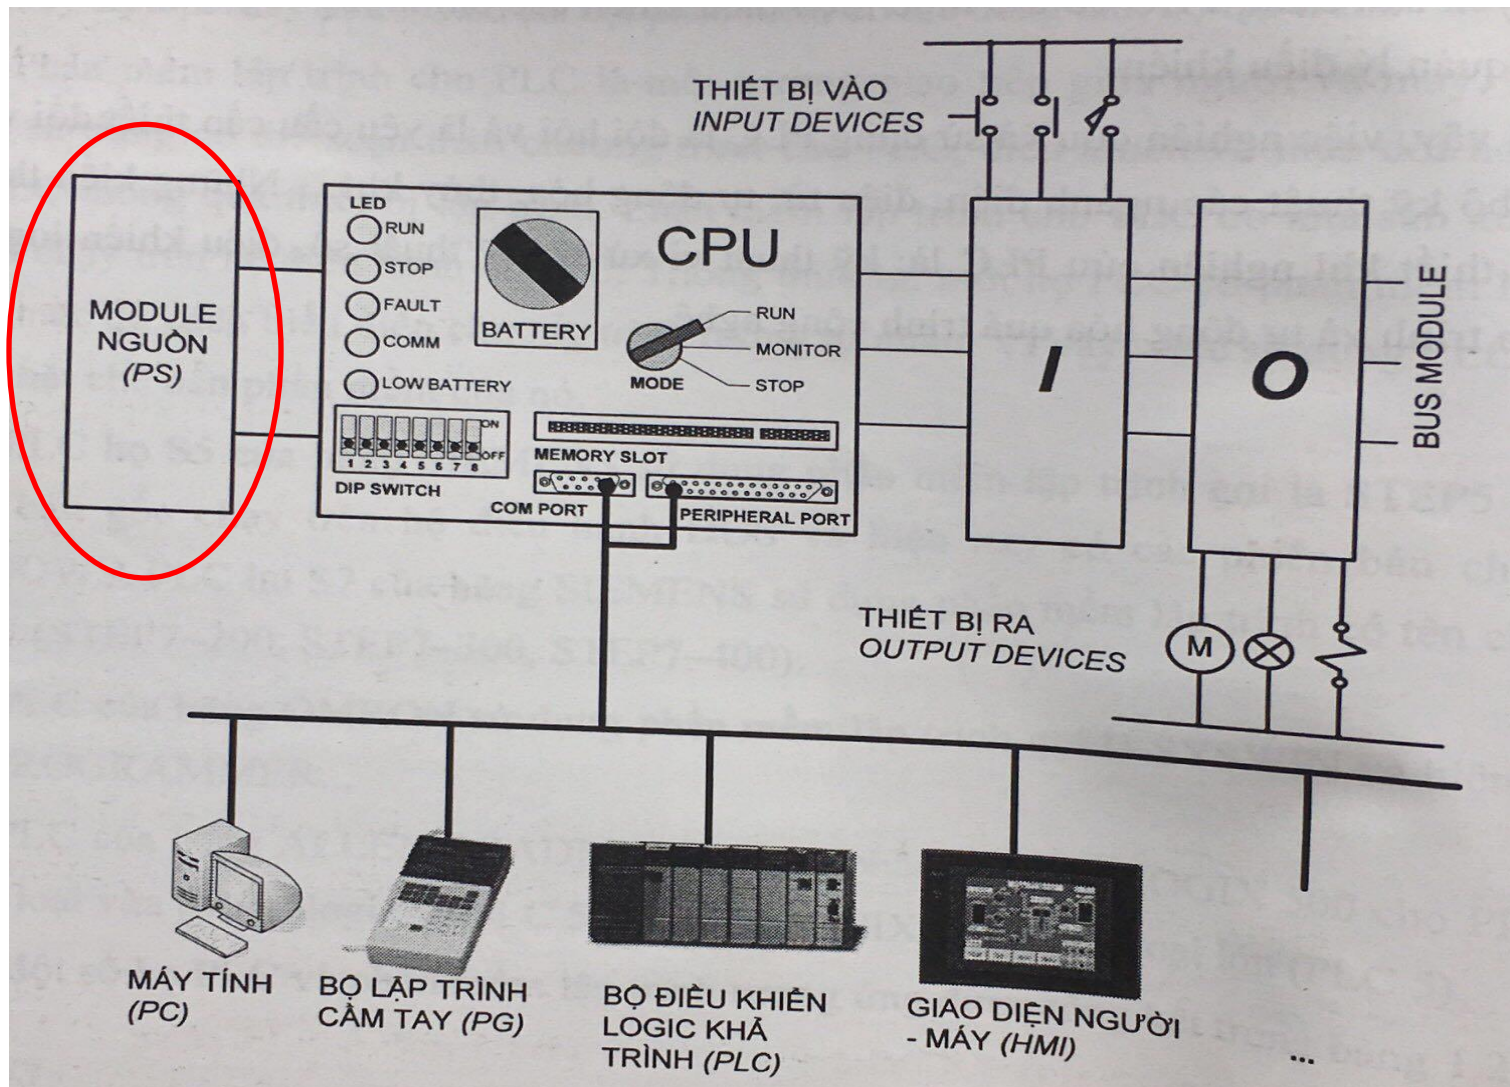 THIẾT BỊ VÀO
INPUT DEVICES
MODULE
NGUỒN
(PS)
LED
RUN
STOP
FAULT
COMM
LOW BATTERY
BATTERY
CPU
RUN
MONITOR
STOP
MODE
ON
OFF
1 2 3 4 5 6 7 8
DIP SWITCH
MEMORY SLOT
COM PORT
PERIPHERAL PORT
I
O
BUS MODULE
THIẾT BỊ RA
OUTPUT DEVICES
M
MÁY TÍNH
(PC)
BỘ LẬP TRÌNH
CẦM TAY (PG)
BỘ ĐIỀU KHIỂN
LOGIC KHẢ
TRÌNH (PLC)
GIAO DIỆN NGƯỜI
- MÁY (HMI)
...